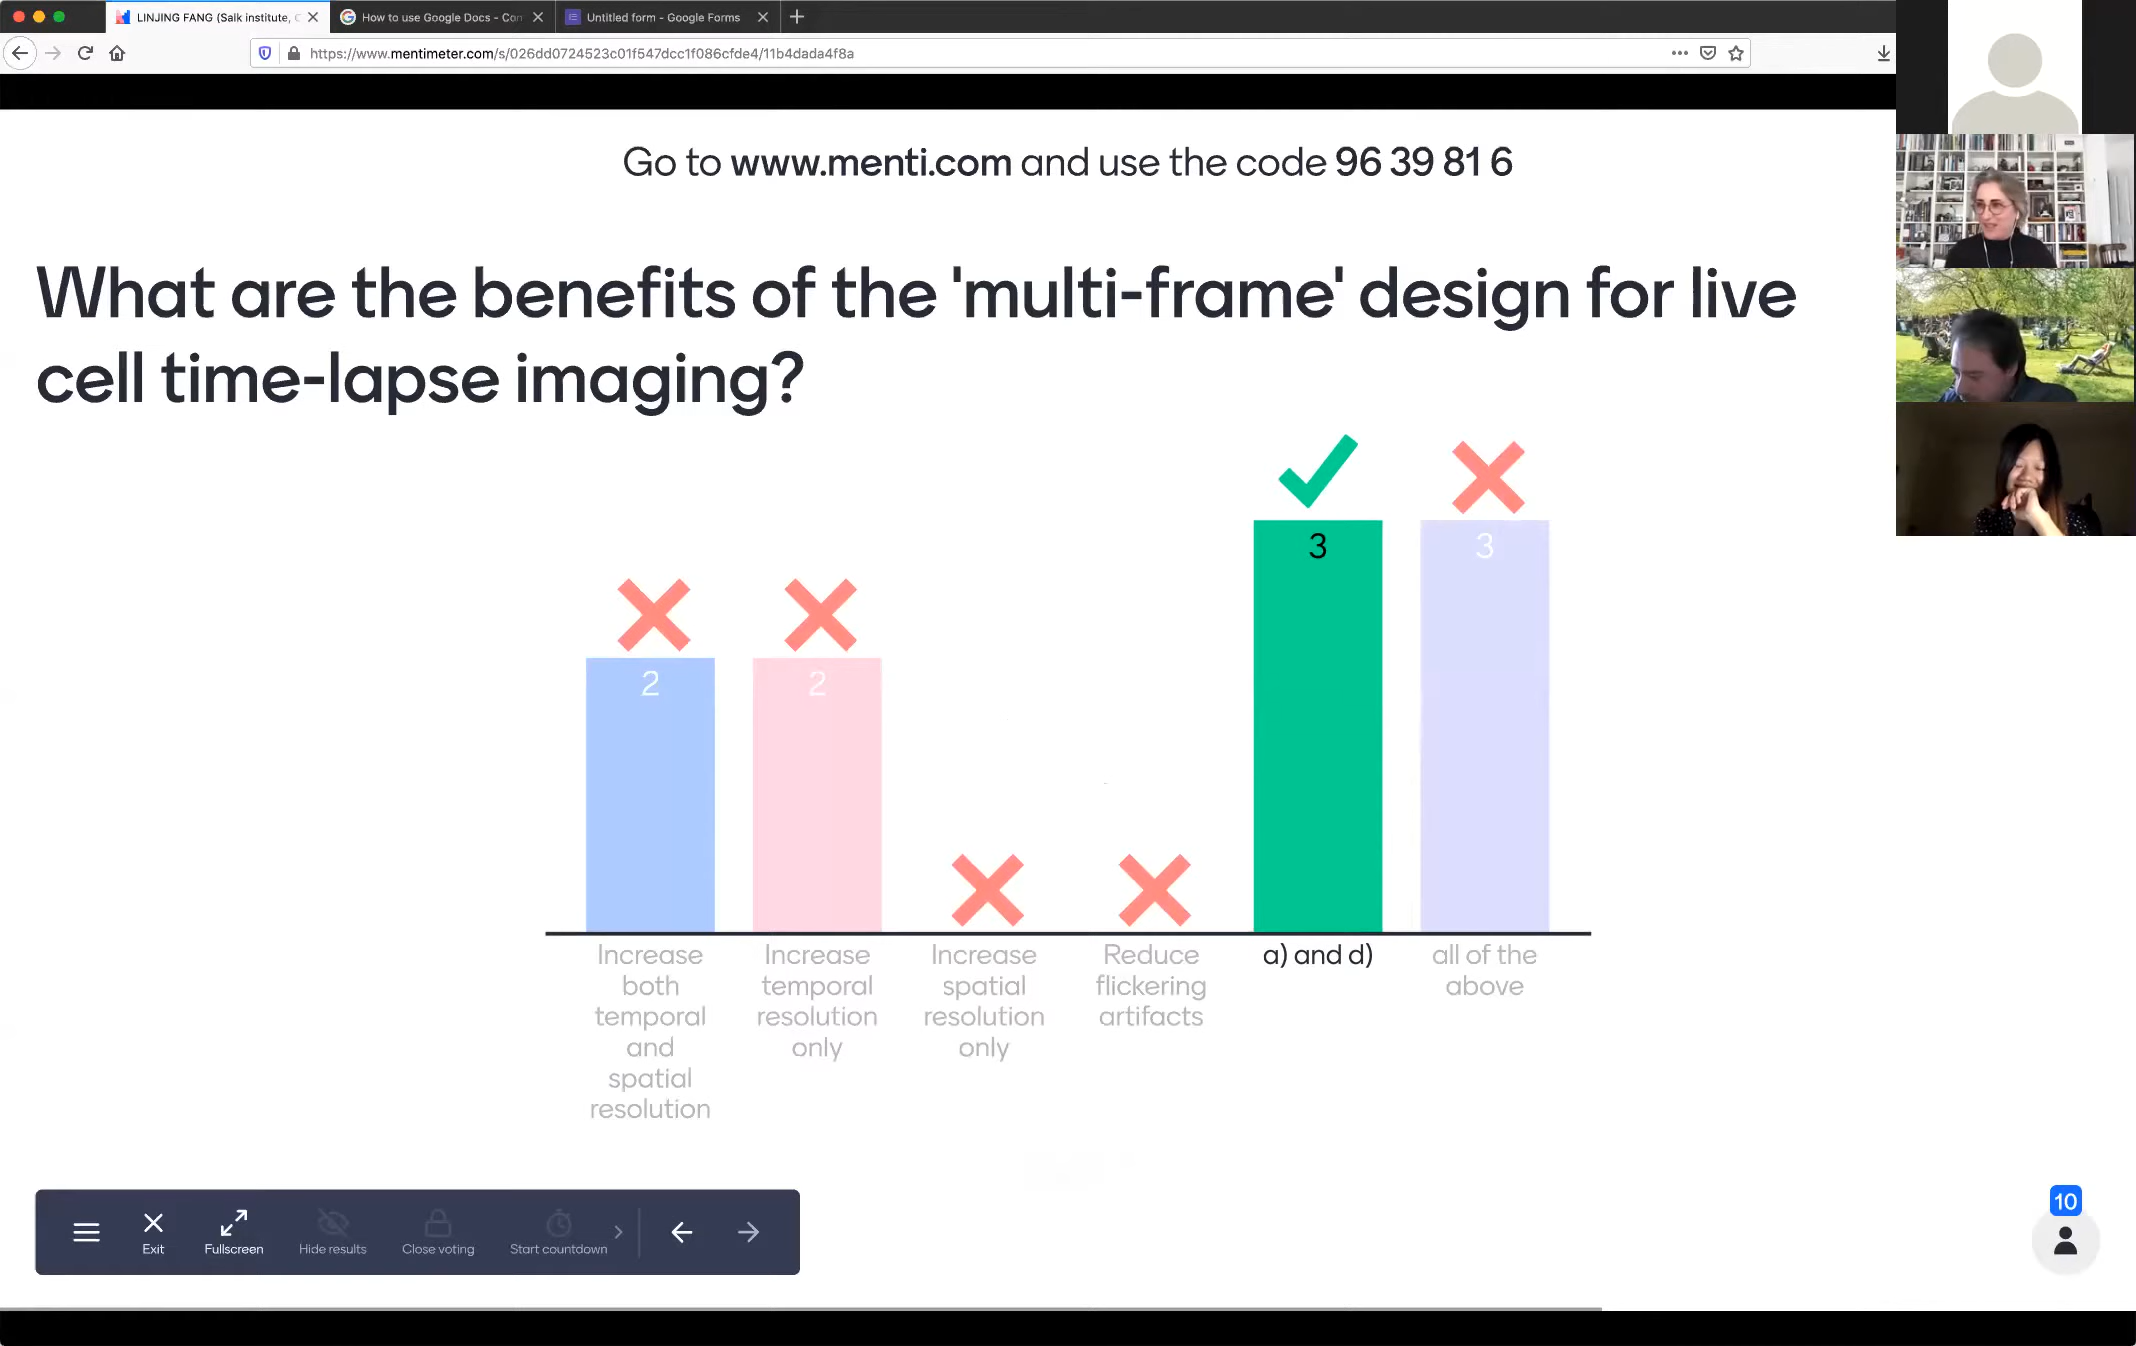 LINJING FANG (Salk institute, C
How to use Google Docs - Can
Untitled form - Google Forms
https://www.mentimeter.com/s/026dd0724523c01f547dcc1f086cfde4/11b4dada4f8a
Go to www.menti.com and use the code 96 39 81 6
What are the benefits of the 'multi-frame' design for live
cell time-lapse imaging?
2
2
3
3
Increase
both
temporal
and
spatial
resolution
Increase
temporal
resolution
only
Increase
spatial
resolution
only
Reduce
flickering
artifacts
a) and d)
all of the
above
Exit
Fullscreen
Hide results
Close voting
Start countdown
10